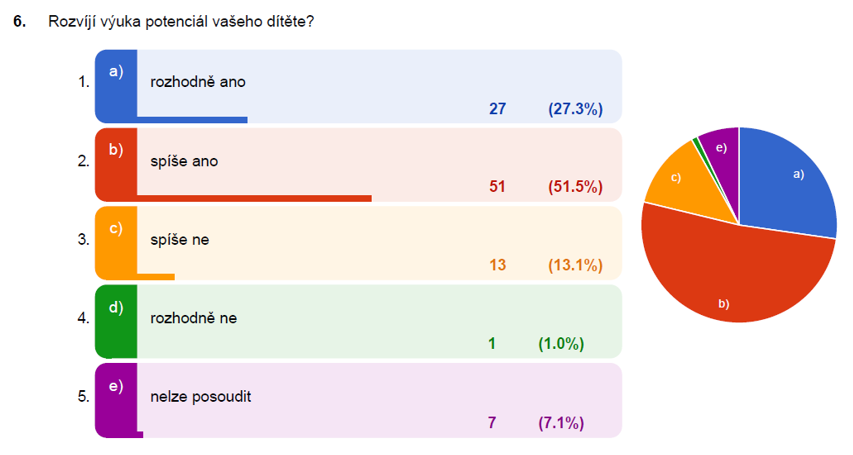 6. Rozvíjí výuka potenciál vašeho dítěte?
1. a) rozhodně ano
27 (27.3%)
2. b) spíše ano
51 (51.5%)
3. c) spíše ne
13 (13.1%)
4. d) rozhodně ne
1 (1.0%)
5. e) nelze posoudit
7 (7.1%)
e)
a)
c)
b)